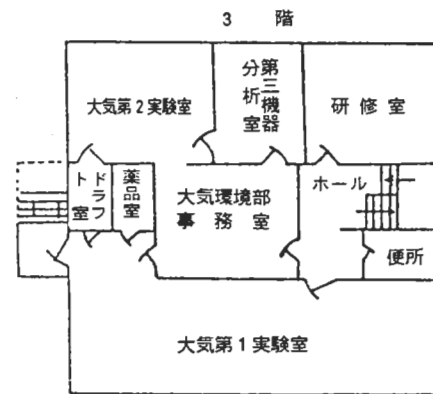 3 階
大気第2実験室
第三機器
分析室
研修室
ドラフ
ト室
薬品室
大気環境部
事務室
ホール
便所
大気第1実験室